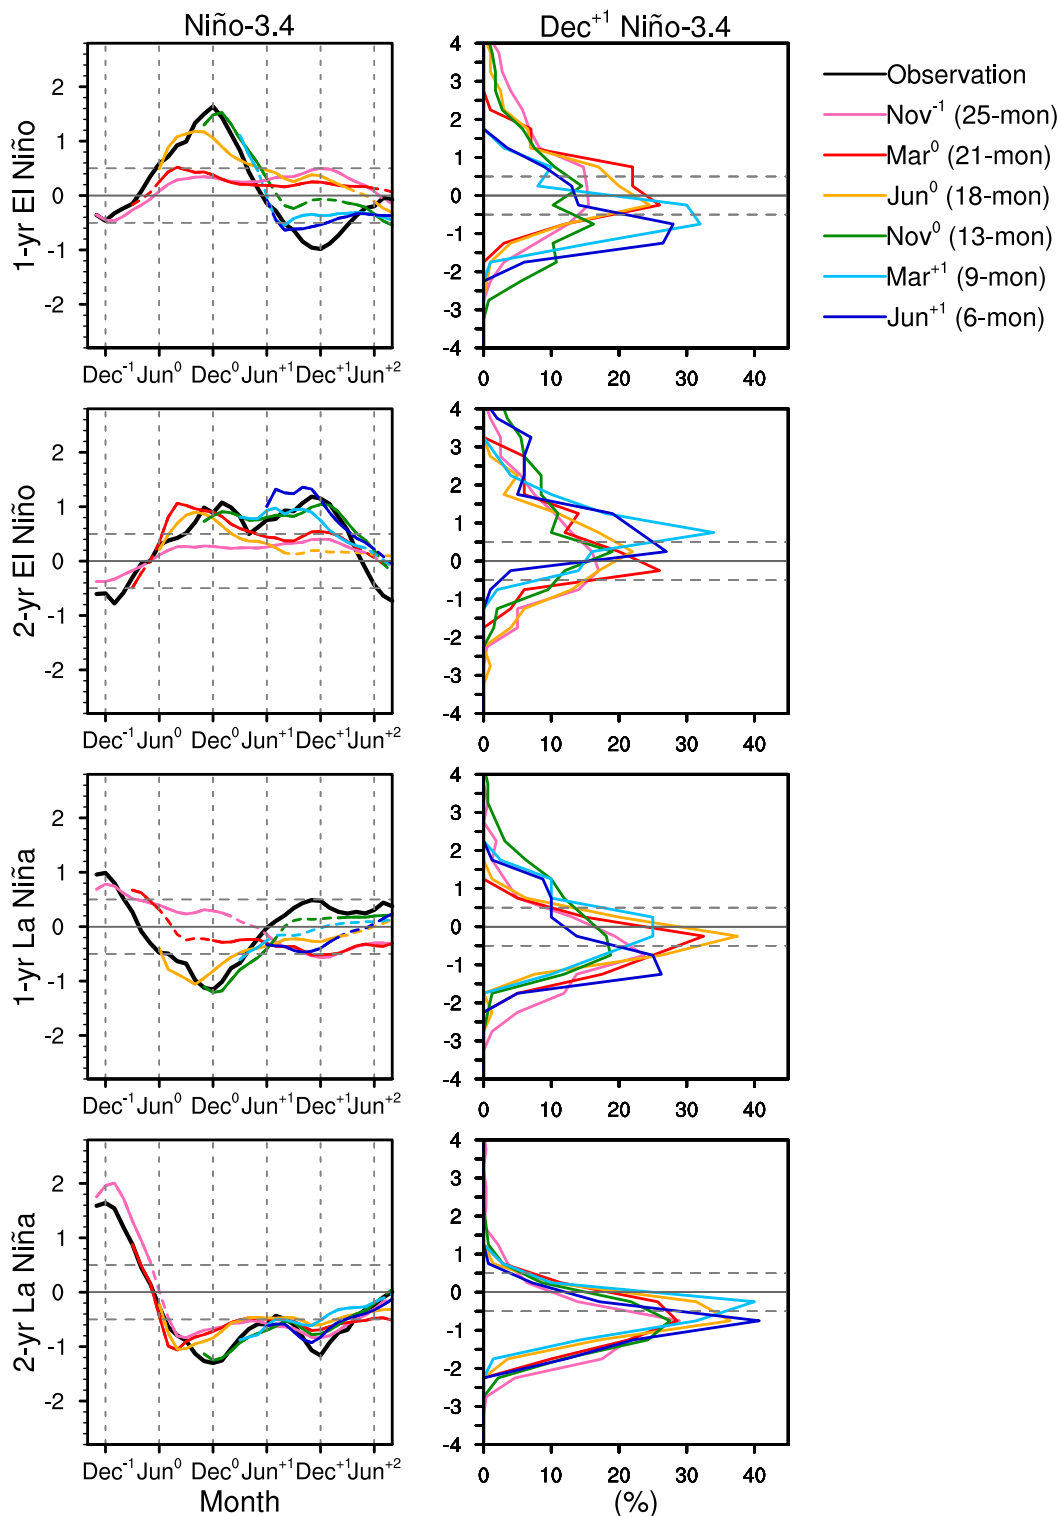 Niño-3.4
Dec⁺¹ Niño-3.4
1-yr El Niño
2
1
0
-1
-2
Dec⁻¹ Jun⁰ Dec⁰ Jun⁺¹ Dec⁺¹ Jun⁺²
4
3
2
1
0
-1
-2
-3
-4
0 10 20 30 40
Observation
Nov⁻¹ (25-mon)
Mar⁰ (21-mon)
Jun⁰ (18-mon)
Nov⁰ (13-mon)
Mar⁺¹ (9-mon)
Jun⁺¹ (6-mon)
2-yr El Niño
2
1
0
-1
-2
Dec⁻¹ Jun⁰ Dec⁰ Jun⁺¹ Dec⁺¹ Jun⁺²
4
3
2
1
0
-1
-2
-3
-4
0 10 20 30 40
1-yr La Niña
2
1
0
-1
-2
Dec⁻¹ Jun⁰ Dec⁰ Jun⁺¹ Dec⁺¹ Jun⁺²
4
3
2
1
0
-1
-2
-3
-4
0 10 20 30 40
2-yr La Niña
2
1
0
-1
-2
Dec⁻¹ Jun⁰ Dec⁰ Jun⁺¹ Dec⁺¹ Jun⁺²
Month
4
3
2
1
0
-1
-2
-3
-4
0 10 20 30 40
(%)